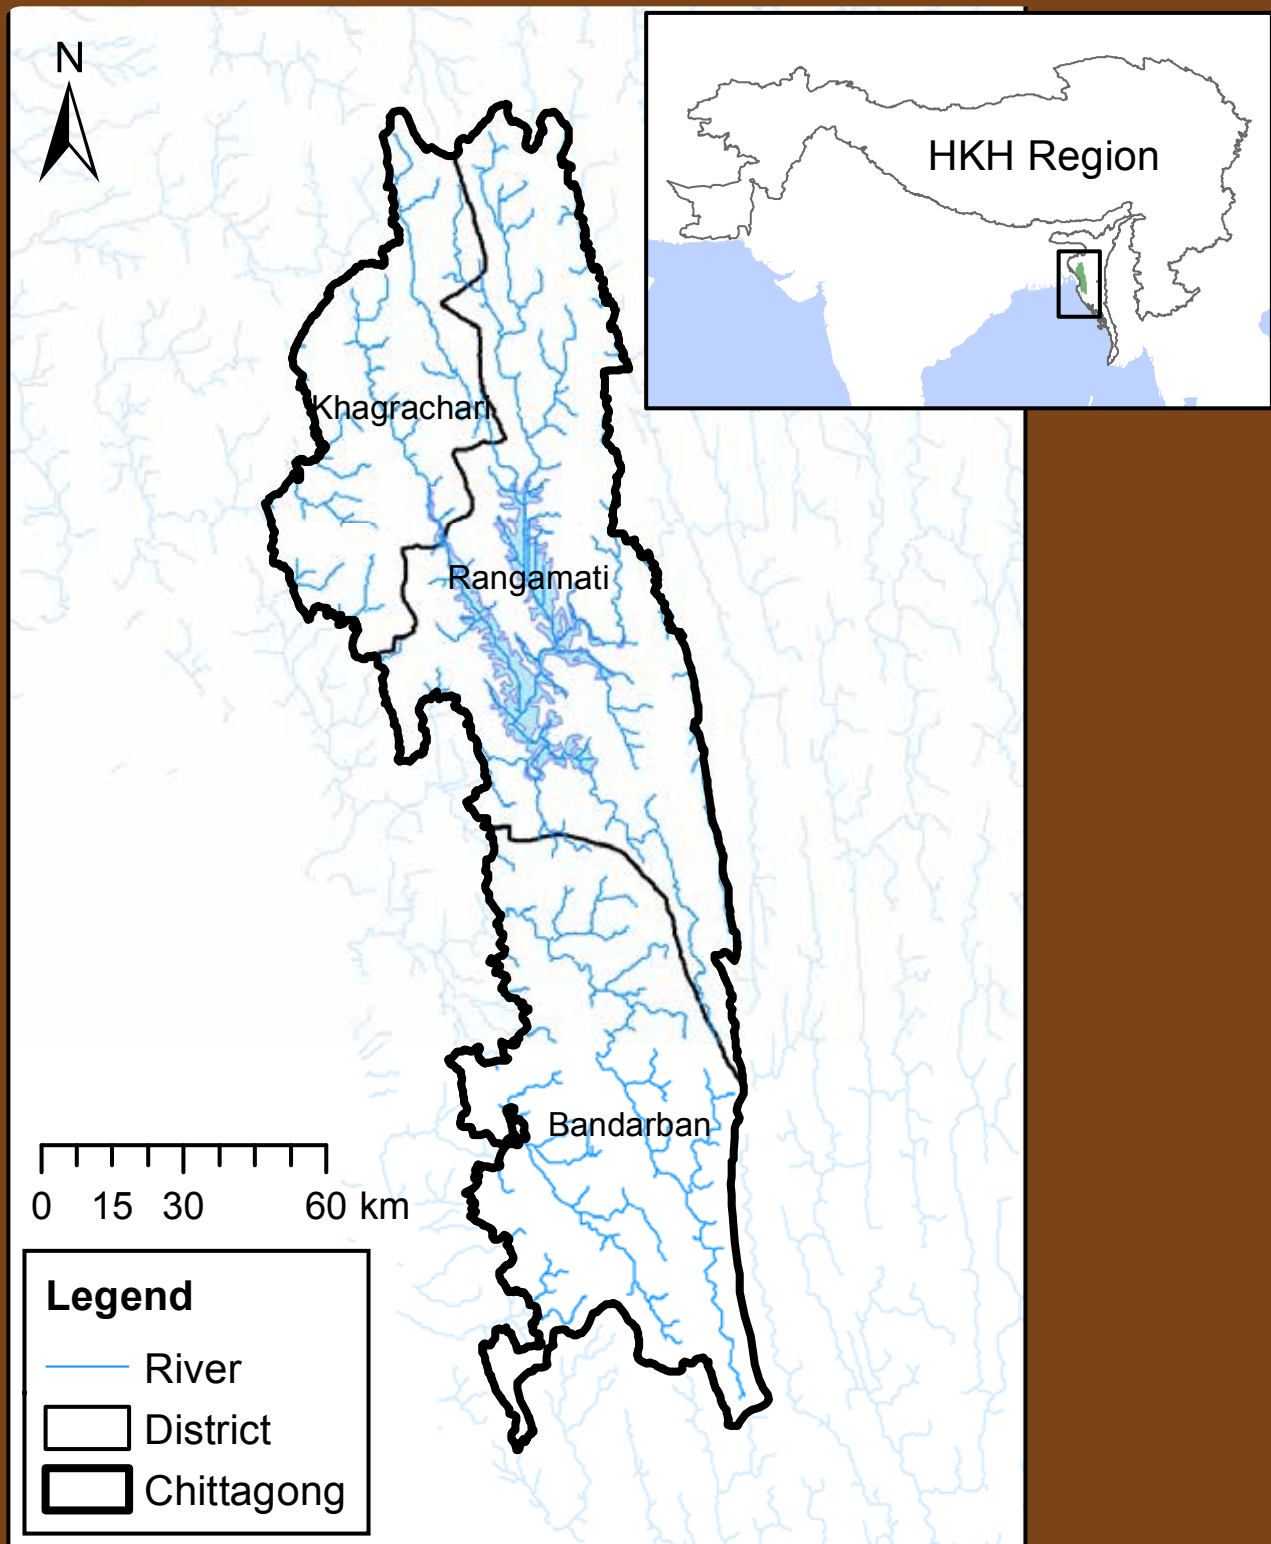 N
HKH Region
Khagrachari
Rangamati
Bandarban
0 15 30 60 km
Legend
River
District
Chittagong